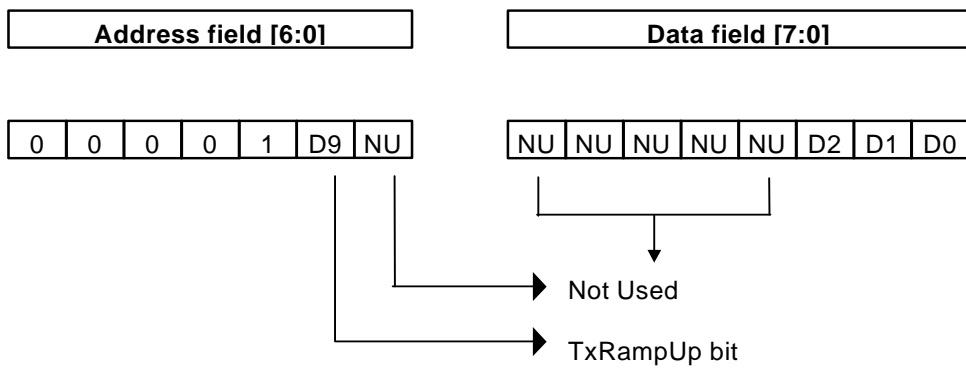 Address field [6:0] Data field [7:0]
0 0 0 0 1 D9 NU NU NU NU NU NU D2 D1 D0
Not Used
TxRampUp bit